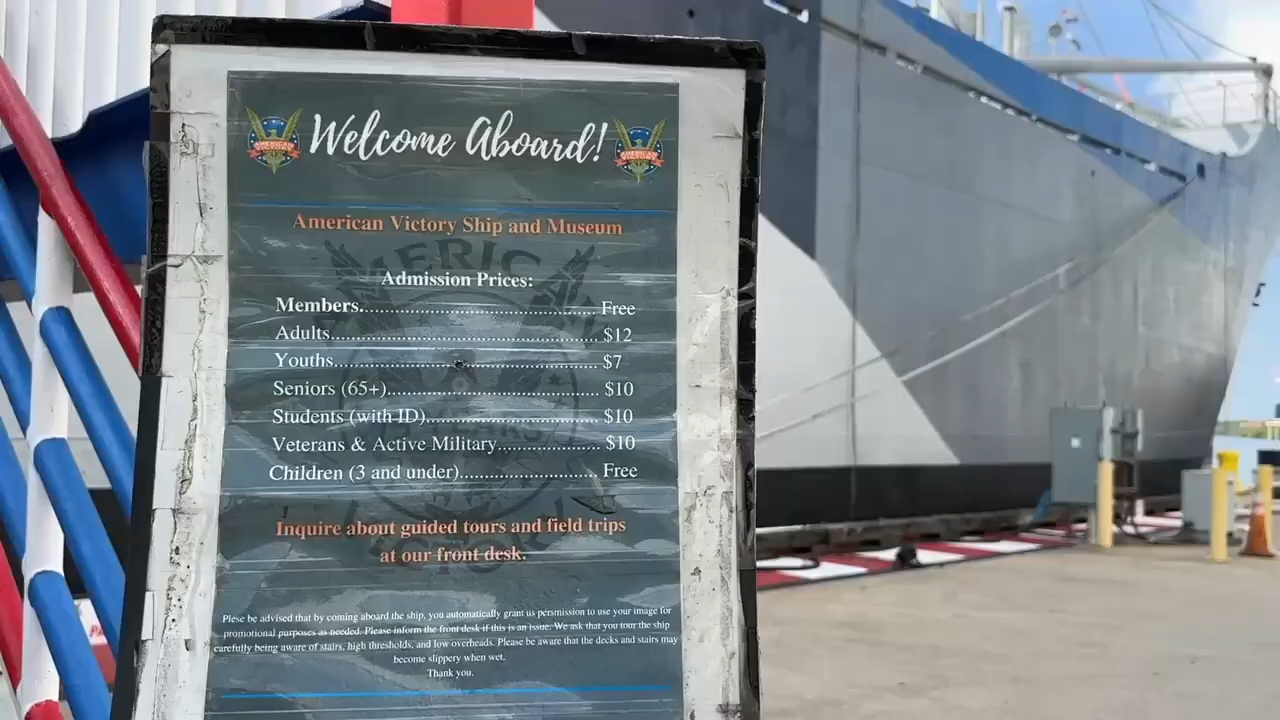 Welcome Aboard!
American Victory Ship and Museum
Admission Prices:
Members................................................ Free
Adults..................................................... $12
Youths..................................................... $7
Seniors (65+).......................................... $10
Students (with ID)................................... $10
Veterans & Active Military.................... $10
Children (3 and under)............................ Free
Inquire about guided tours and field trips
at our front desk.
Plese be advised that by coming aboard the ship, you automatically grant us persmission to use your image for
promotional purposes as needed. Please inform the front desk if this is an issue. We ask that you tour the ship
carefully being aware of stairs, high thresholds, and low overheads. Please be aware that the decks and stairs may
become slippery when wet.
Thank you.